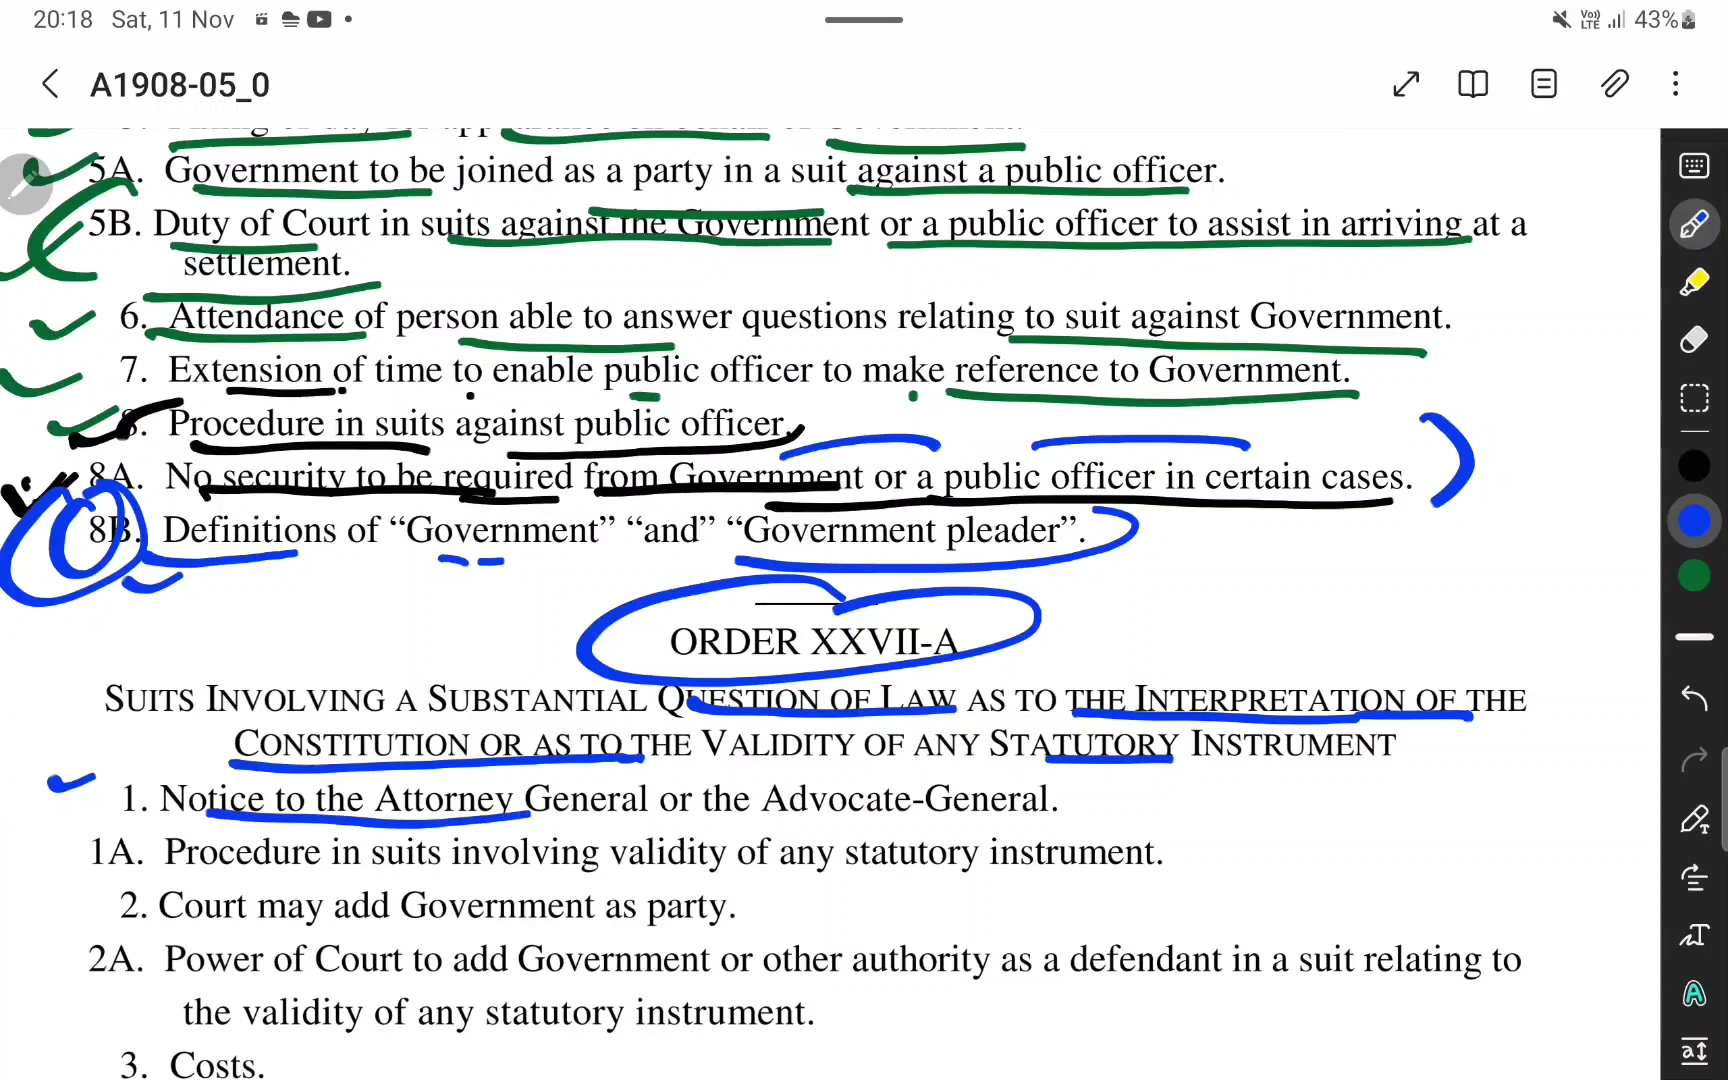 20:18 Sat, 11 Nov
Vo))
LTE
43%
A1908-05_0
5A. Government to be joined as a party in a suit against a public officer.
5B. Duty of Court in suits against the Government or a public officer to assist in arriving at a
settlement.
6. Attendance of person able to answer questions relating to suit against Government.
7. Extension of time to enable public officer to make reference to Government.
8. Procedure in suits against public officer.
8A. No security to be required from Government or a public officer in certain cases.
8B. Definitions of “Government” “and” “Government pleader”.
ORDER XXVII-A
SUITS INVOLVING A SUBSTANTIAL QUESTION OF LAW AS TO THE INTERPRETATION OF THE
CONSTITUTION OR AS TO THE VALIDITY OF ANY STATUTORY INSTRUMENT
1. Notice to the Attorney General or the Advocate-General.
1A. Procedure in suits involving validity of any statutory instrument.
2. Court may add Government as party.
2A. Power of Court to add Government or other authority as a defendant in a suit relating to
the validity of any statutory instrument.
3. Costs.